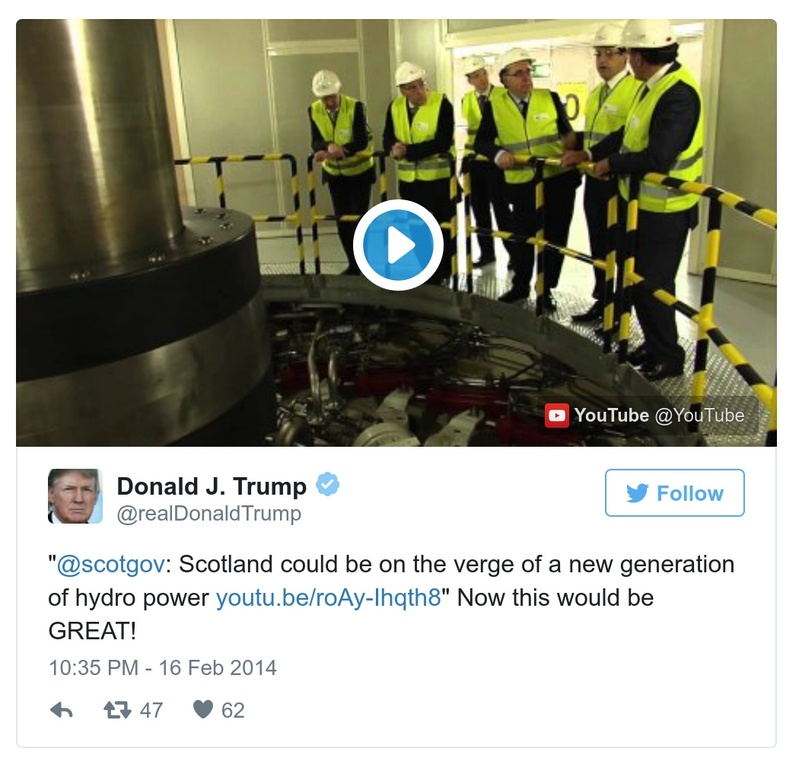 0
YouTube @YouTube
Donald J. Trump
@realDonaldTrump
Follow
"@scotgov: Scotland could be on the verge of a new generation
of hydro power youtu.be/roAy-Ihqth8" Now this would be
GREAT!
10:35 PM - 16 Feb 2014
47
62